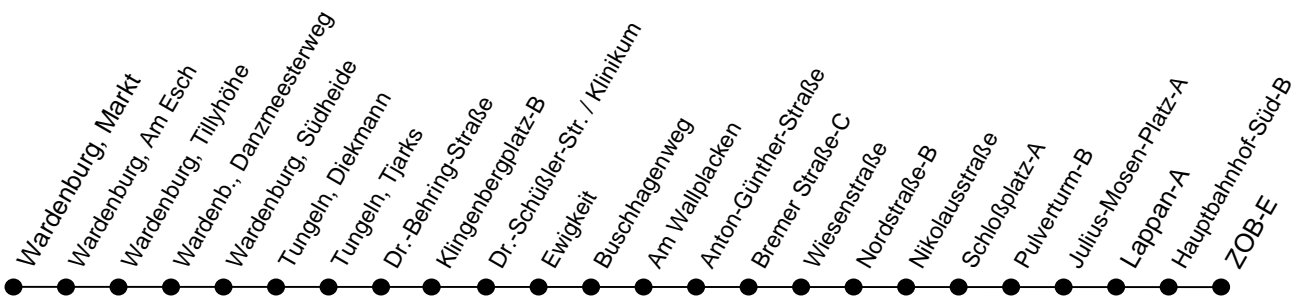 Wardenburg, Markt
Wardenburg, Am Esch
Wardenburg, Tillyhöhe
Wardenb., Danzmeesterweg
Wardenburg, Südheide
Tungeln, Diekmann
Tungeln, Tjarks
Dr.-Behring-Straße
Klingenbergplatz-B
Dr.-Schüßler-Str. / Klinikum
Ewigkeit
Buschhagenweg
Am Wallplacken
Anton-Günther-Straße
Bremer Straße-C
Wiesenstraße
Nordstraße-B
Nikolausstraße
Schloßplatz-A
Pulverturm-B
Julius-Mosen-Platz-A
Lappan-A
Hauptbahnhof-Süd-B
ZOB-E